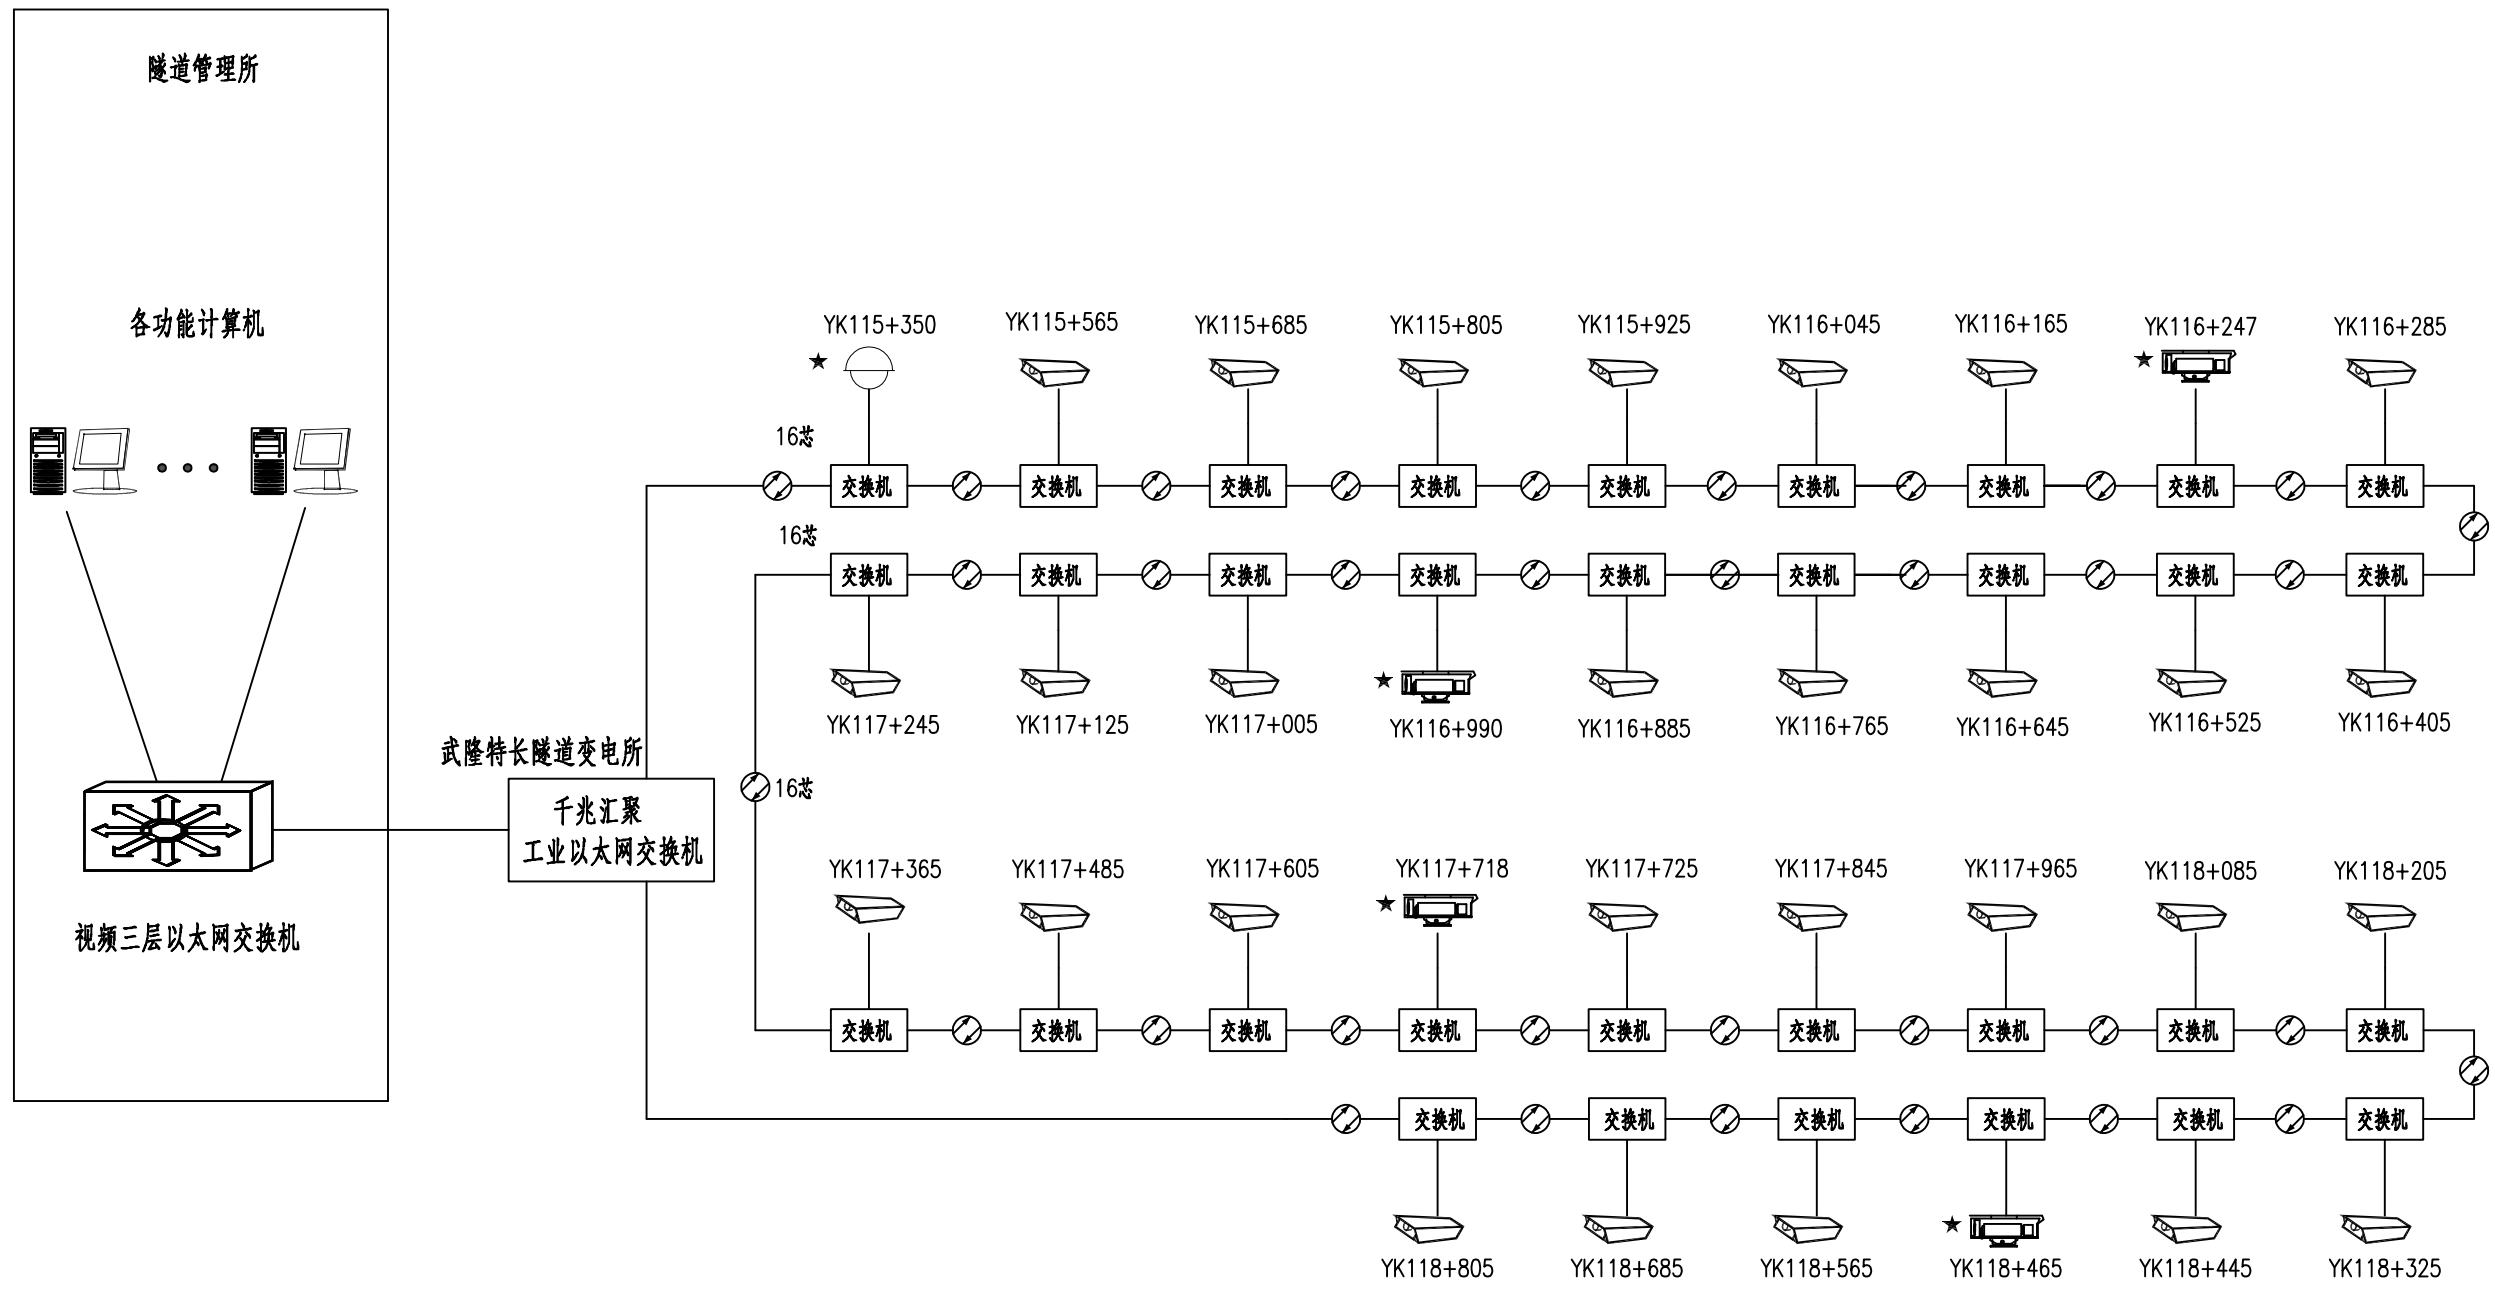 隧道管理所
各功能计算机
视频三层以太网交换机
武隆特长隧道变电所
千兆汇聚
工业以太网交换机
YK115+350 YK115+565 YK115+685 YK115+805 YK115+925 YK116+045 YK116+165 YK116+247 YK116+285
★ ★
16芯
交换机 交换机 交换机 交换机 交换机 交换机 交换机 交换机 交换机
16芯
交换机 交换机 交换机 交换机 交换机 交换机 交换机 交换机 交换机
★
YK117+245 YK117+125 YK117+005 YK116+990 YK116+885 YK116+765 YK116+645 YK116+525 YK116+405
16芯
YK117+365 YK117+485 YK117+605 YK117+718 YK117+725 YK117+845 YK117+965 YK118+085 YK118+205
★
交换机 交换机 交换机 交换机 交换机 交换机 交换机 交换机 交换机
交换机 交换机 交换机 交换机 交换机 交换机
★
YK118+805 YK118+685 YK118+565 YK118+465 YK118+445 YK118+325